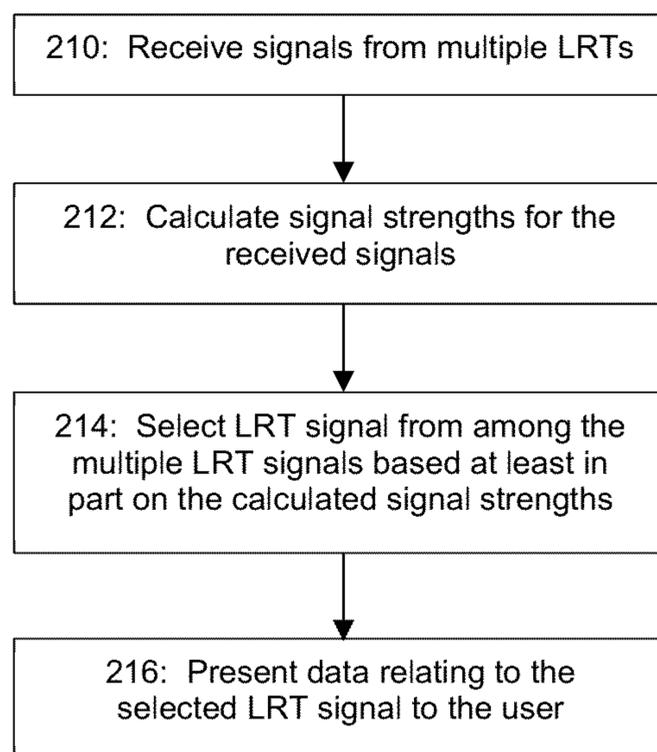 210: Receive signals from multiple LRTs
212: Calculate signal strengths for the
received signals
214: Select LRT signal from among the
multiple LRT signals based at least in
part on the calculated signal strengths
216: Present data relating to the
selected LRT signal to the user